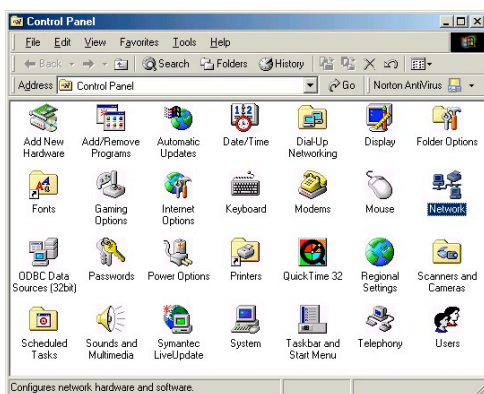 Control Panel
File Edit View Favorites Tools Help
Back Search Folders History
Address Control Panel Go Norton AntiVirus
Add New Hardware
Add/Remove Programs
Automatic Updates
Date/Time
Dial-Up Networking
Display
Folder Options
Fonts
Gaming Options
Internet Options
Keyboard
Modems
Mouse
Network
ODBC Data Sources (32bit)
Passwords
Power Options
Printers
QuickTime 32
Regional Settings
Scanners and Cameras
Scheduled Tasks
Sounds and Multimedia
Symantec LiveUpdate
System
Taskbar and Start Menu
Telephony
Users
Configures network hardware and software.